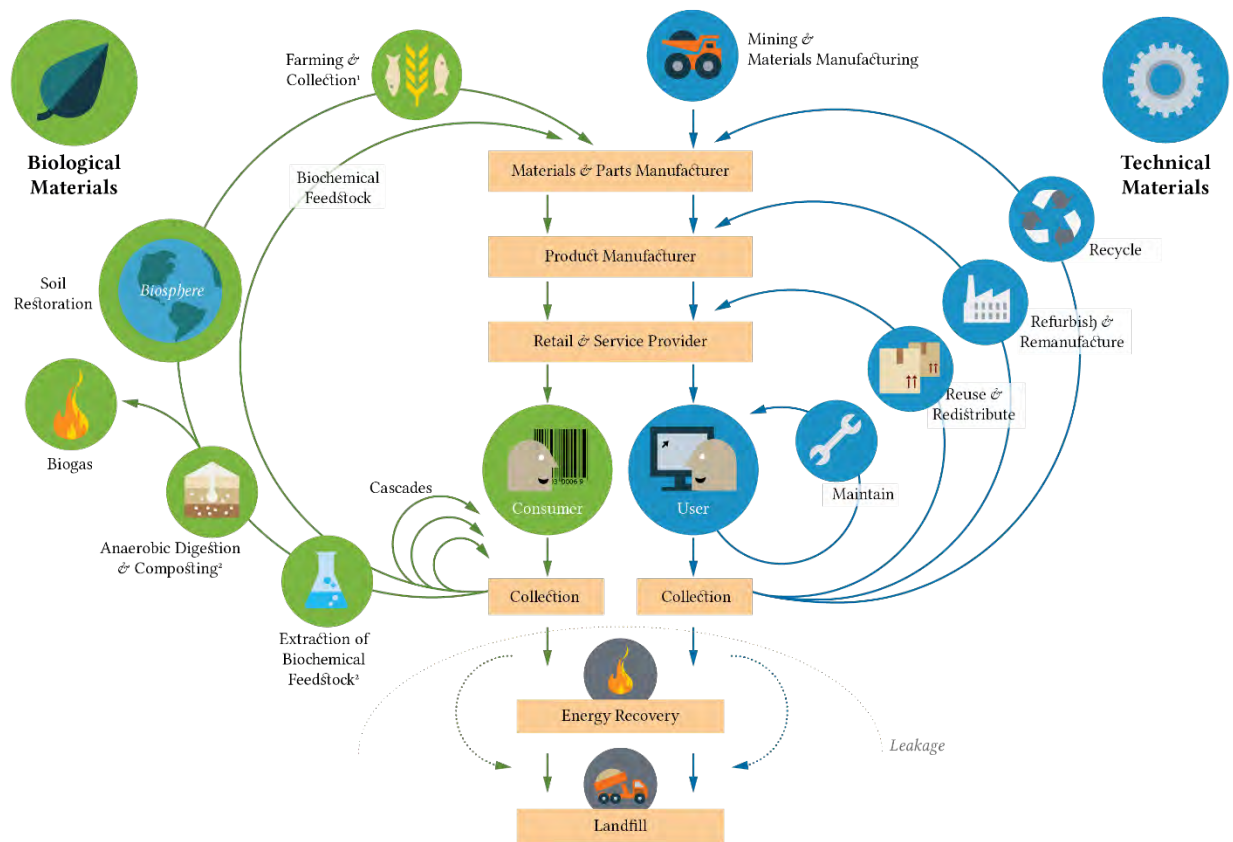 Farming &
Collection¹
Mining &
Materials Manufacturing
Biological
Materials
Technical
Materials
Materials & Parts Manufacturer
Biochemical
Feedstock
Recycle
Product Manufacturer
Soil
Restoration
Biosphere
Refurbish &
Remanufacture
Retail & Service Provider
Reuse &
Redistribute
Biogas
Cascades
Consumer
User
Maintain
Anaerobic Digestion
& Composting²
Collection
Collection
Extraction of
Biochemical
Feedstock²
Energy Recovery
Leakage
Landfill